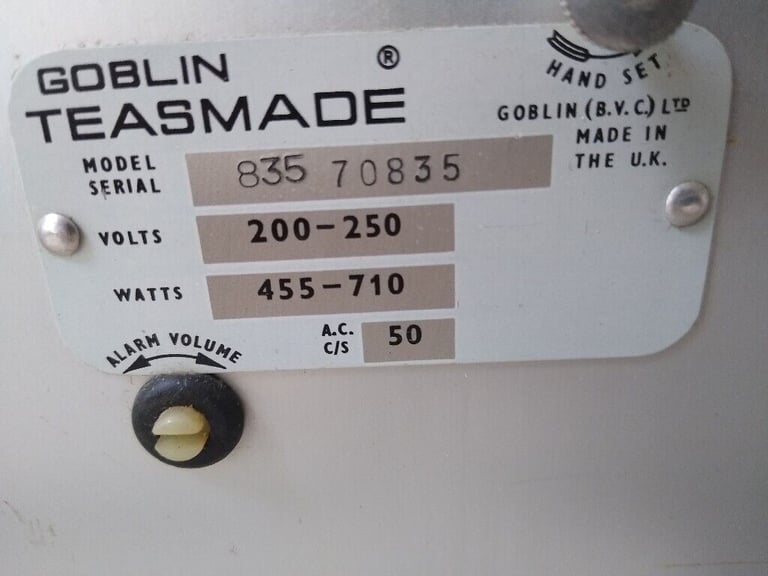 GOBLIN ®
TEASMADE
HAND SET
GOBLIN (B.V.C.) LTD
MADE IN
THE U.K.
MODEL
SERIAL
835 70835
VOLTS 200-250
WATTS 455-710
A.C.
C/S
50
ALARM VOLUME